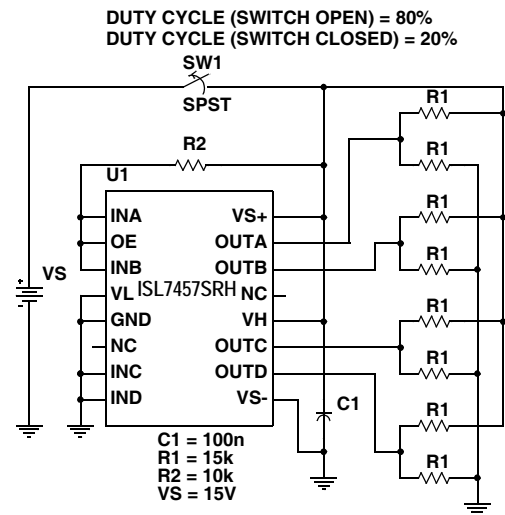 DUTY CYCLE (SWITCH OPEN) = 80%
DUTY CYCLE (SWITCH CLOSED) = 20%
SW1
SPST
R1
R2
R1
U1
INA
VS+
R1
OE
OUTA
INB
OUTB
R1
VS
VL
ISL7457SRH
NC
GND
VH
R1
NC
OUTC
R1
INC
OUTD
IND
VS-
C1
R1
R1
C1 = 100n
R1 = 15k
R2 = 10k
VS = 15V